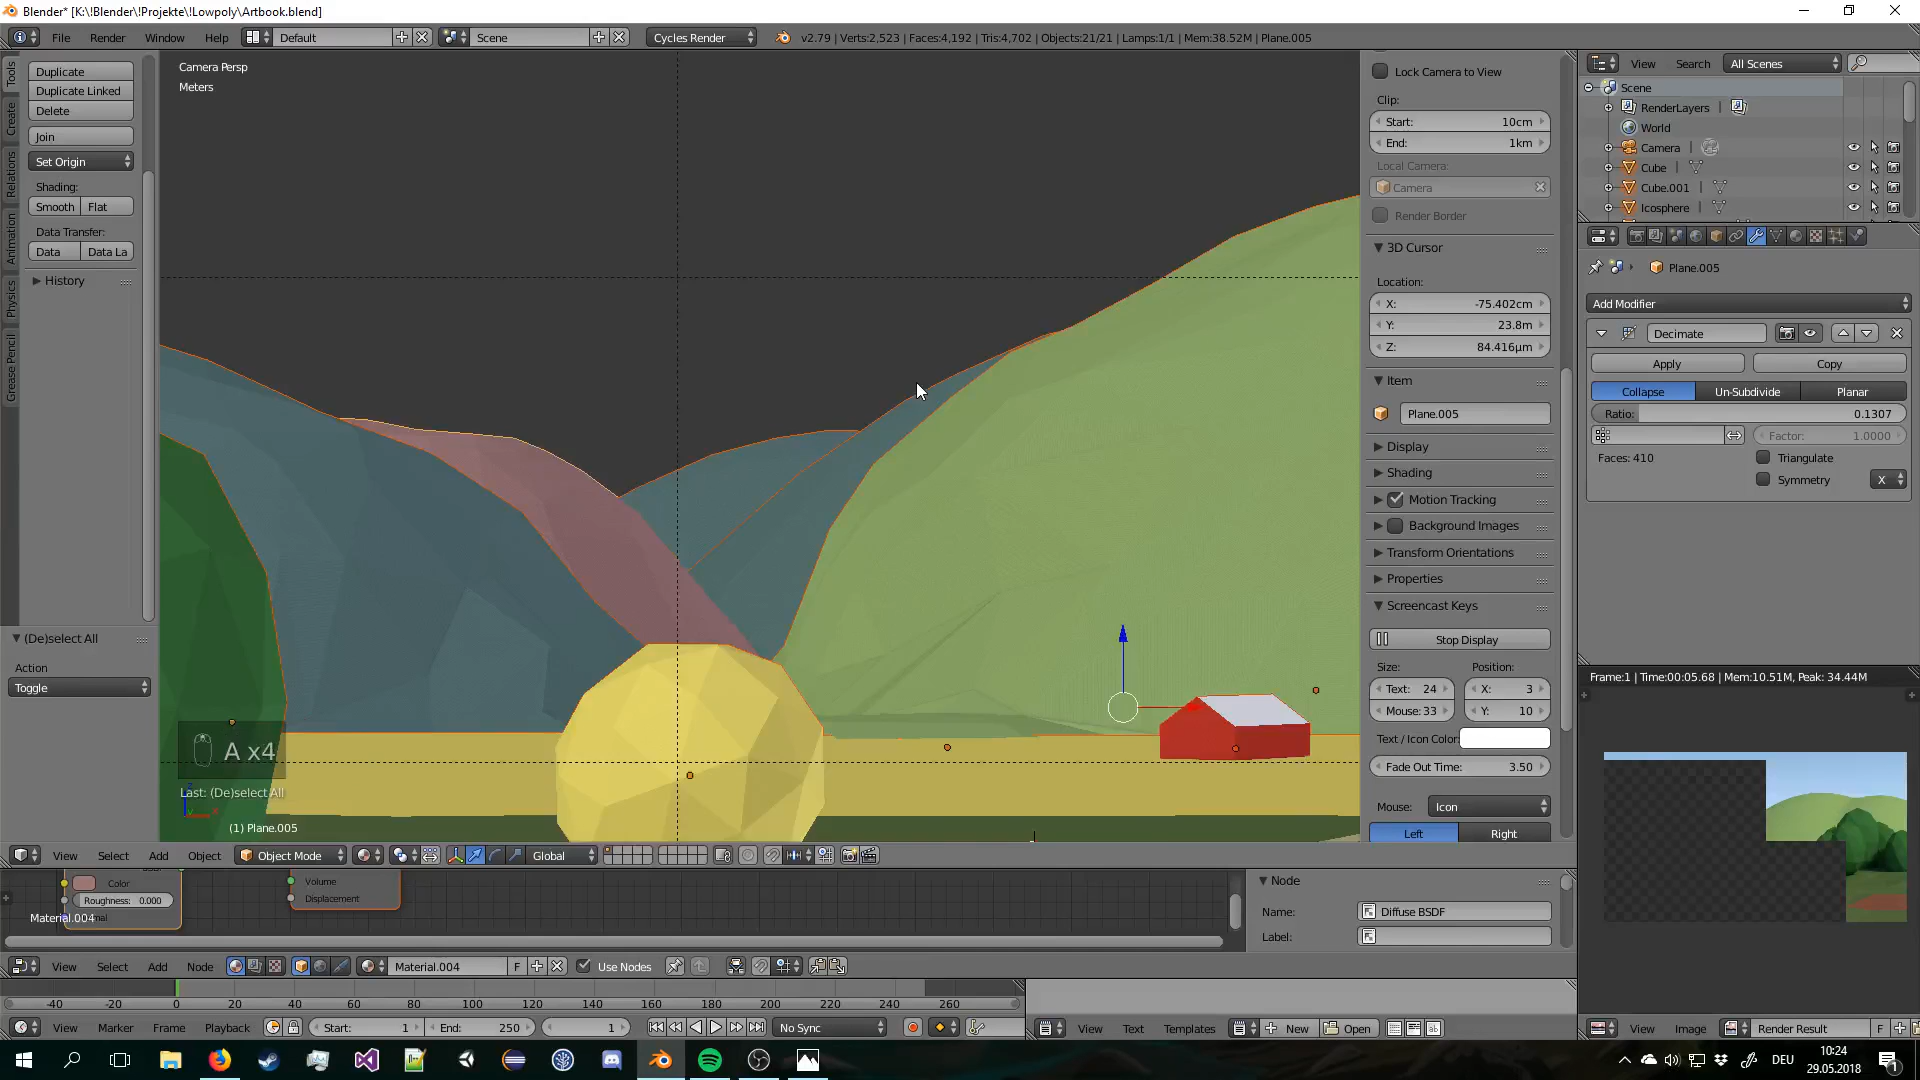 Blender* [K:\!Blender\!Projekte\!Lowpoly\Artbook.blend]
File Render Window Help Default Scene Cycles Render v2.79 | Verts:2,523 | Faces:4,192 | Tris:4,702 | Objects:21/21 | Lamps:1/1 | Mem:38.52M | Plane.005
Tools
Create
Relations
Animation
Physics
Grease Pencil
Duplicate
Duplicate Linked
Delete
Join
Set Origin
Shading:
Smooth Flat
Data Transfer:
Data Data La
History
(De)select All
Action
Toggle
Camera Persp
Meters
A x4
Last: (De)select All
(1) Plane.005
Lock Camera to View
Clip:
Start: 10cm
End: 1km
Local Camera:
Camera
Render Border
3D Cursor
Location:
X: -75.402cm
Y: 23.8m
Z: 84.416µm
Item
Plane.005
Display
Shading
Motion Tracking
Background Images
Transform Orientations
Properties
Screencast Keys
Stop Display
Size: Position:
Text: 24 X: 3
Mouse: 33 Y: 10
Text / Icon Color:
Fade Out Time: 3.50
Mouse: Icon
Left Right
View Search All Scenes
Scene
RenderLayers
World
Camera
Cube
Cube.001
Icosphere
Plane.005
Add Modifier
Decimate
Apply Copy
Collapse Un-Subdivide Planar
Ratio: 0.1307
Factor: 1.0000
Faces: 410 Triangulate
Symmetry X
Frame:1 | Time:00:05.68 | Mem:10.51M, Peak: 34.44M
View Select Add Object Object Mode Global
Color
Roughness: 0.000
Volume
Displacement
Material.004
Node
Name: Diffuse BSDF
Label:
View Select Add Node Material.004 F Use Nodes
-40 -20 0 20 40 60 80 100 120 140 160 180 200 220 240 260
View Marker Frame Playback Start: 1 End: 250 1 No Sync
View Text Templates New Open
View Image Render Result F
DEU
10:24
29.05.2018
1